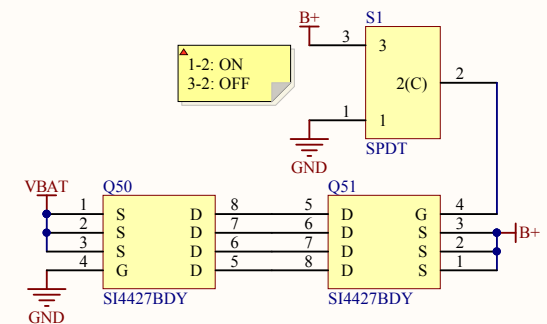 B+
S1
3
3
1-2: ON
3-2: OFF
2(C)
2
1
1
GND
SPDT
VBAT
Q50
Q51
1
S
D
8
5
D
G
4
2
S
D
7
6
D
S
3
B+
3
S
D
6
7
D
S
2
4
G
D
5
8
D
S
1
SI4427BDY
SI4427BDY
GND